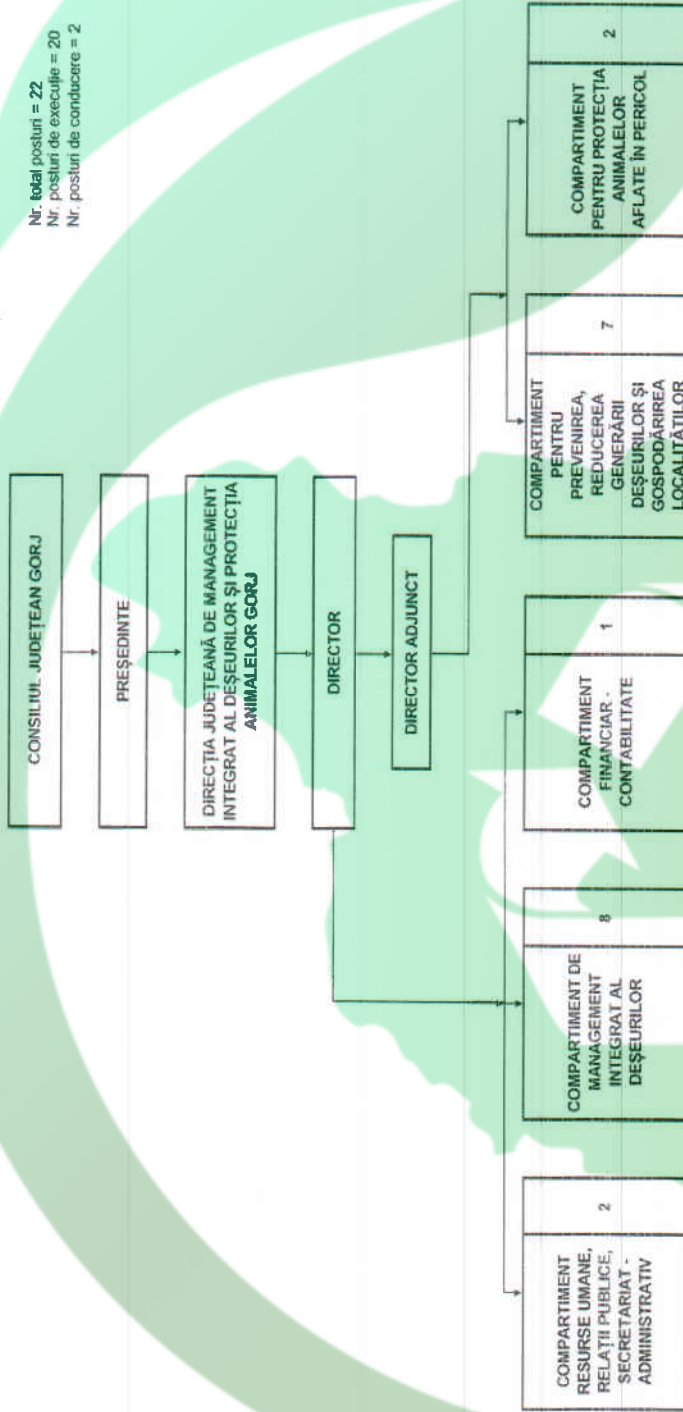 Nr. total posturi = 22
Nr. posturi de execuție = 20
Nr. posturi de conducere = 2
CONSILIUL JUDEȚEAN GORJ
PREȘEDINTE
DIRECȚIA JUDEȚEANĂ DE MANAGEMENT
INTEGRAT AL DEȘEURILOR ȘI PROTECȚIA
ANIMALELOR GORJ
DIRECTOR
DIRECTOR ADJUNCT
COMPARTIMENT
RESURSE UMANE,
RELAȚII PUBLICE,
SECRETARIAT -
ADMINISTRATIV
2
COMPARTIMENT DE
MANAGEMENT
INTEGRAT AL
DEȘEURILOR
8
COMPARTIMENT
FINANCIAR -
CONTABILITATE
1
COMPARTIMENT
PENTRU
PREVENIREA,
REDUCEREA
GENERĂRII
DEȘEURILOR ȘI
GOSPODĂRIREA
LOCALITĂȚILOR
7
COMPARTIMENT
PENTRU PROTECȚIA
ANIMALELOR
AFLATE ÎN PERICOL
2